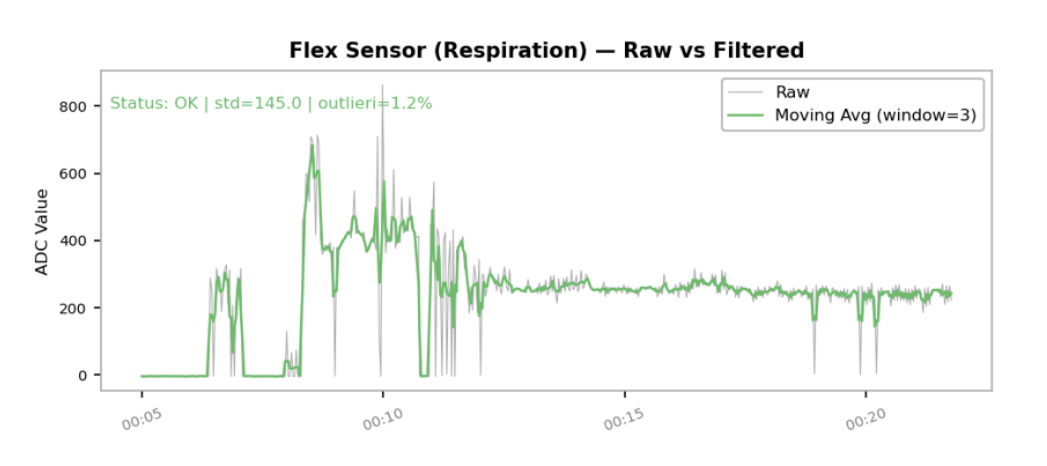 Flex Sensor (Respiration) — Raw vs Filtered
Status: OK | std=145.0 | outlieri=1.2%
Raw
Moving Avg (window=3)
ADC Value
800
600
400
200
0
00:05
00:10
00:15
00:20